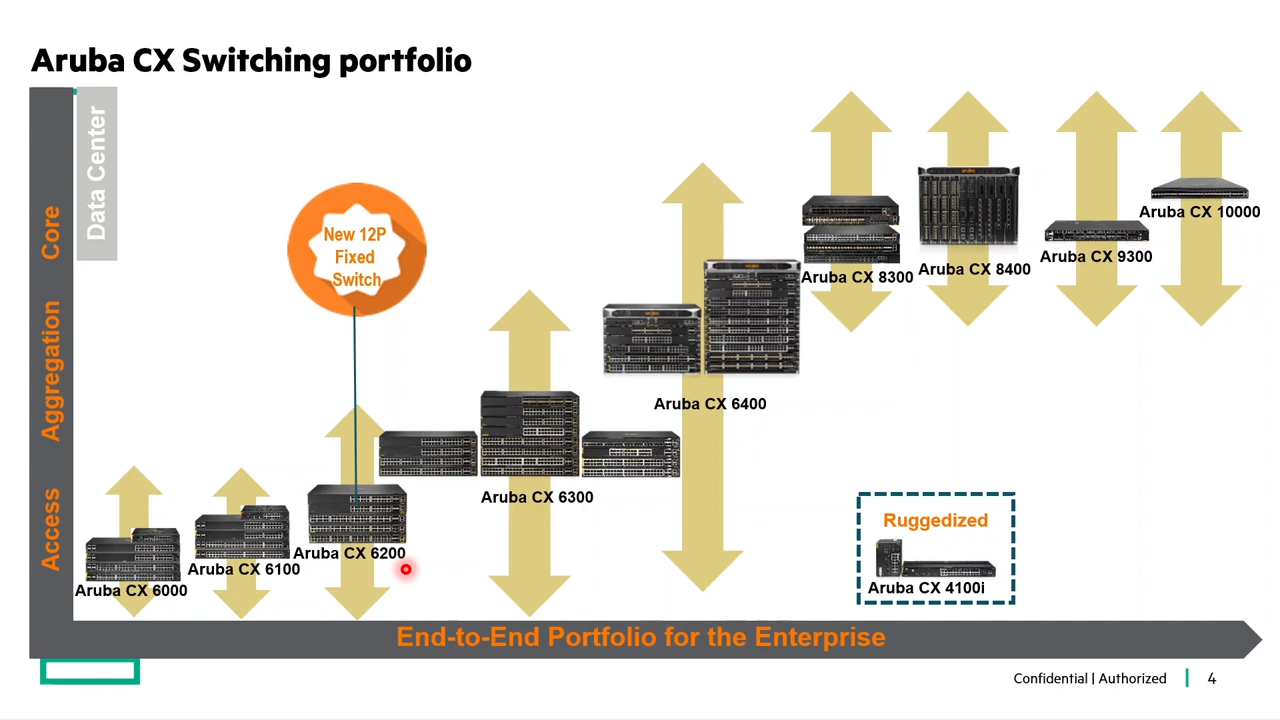 Aruba CX Switching portfolio
Data Center
Core
Aggregation
Access
New 12P
Fixed
Switch
Aruba CX 6000
Aruba CX 6100
Aruba CX 6200
Aruba CX 6300
Aruba CX 6400
Aruba CX 8300
Aruba CX 8400
Aruba CX 9300
Aruba CX 10000
Ruggedized
Aruba CX 4100i
End-to-End Portfolio for the Enterprise
Confidential | Authorized
4